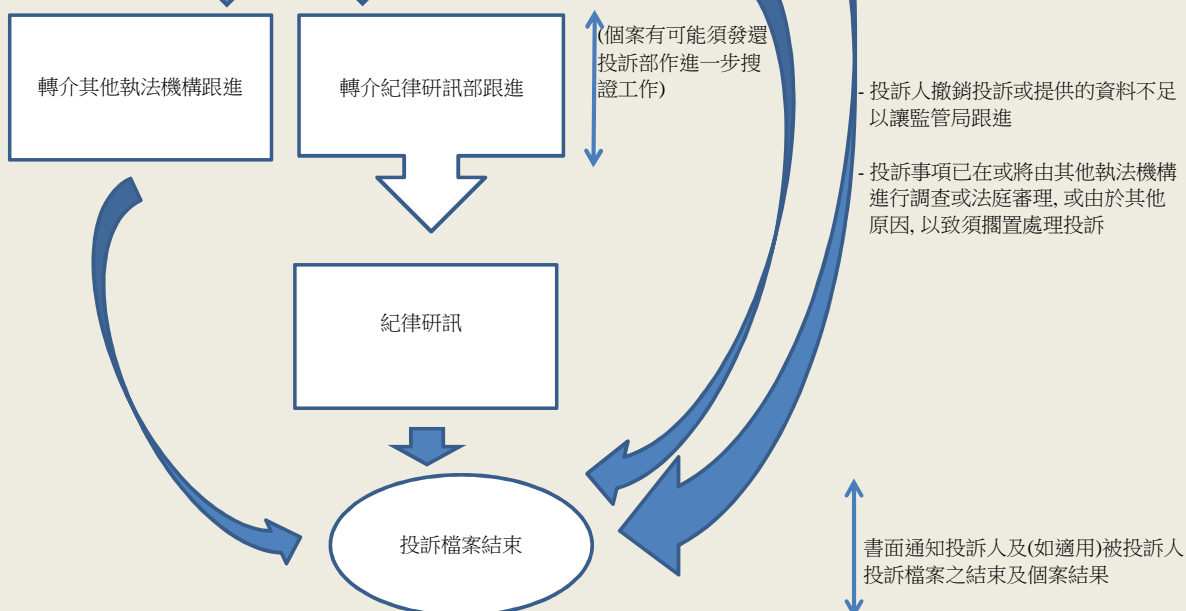 轉介其他執法機構跟進
轉介紀律研訊部跟進
(個案有可能須發還
投訴部作進一步搜
證工作)
- 投訴人撤銷投訴或提供的資料不足
以讓監管局跟進
- 投訴事項已在或將由其他執法機構
進行調查或法庭審理, 或由於其他
原因, 以致須擱置處理投訴
紀律研訊
投訴檔案結束
書面通知投訴人及(如適用)被投訴人
投訴檔案之結束及個案結果